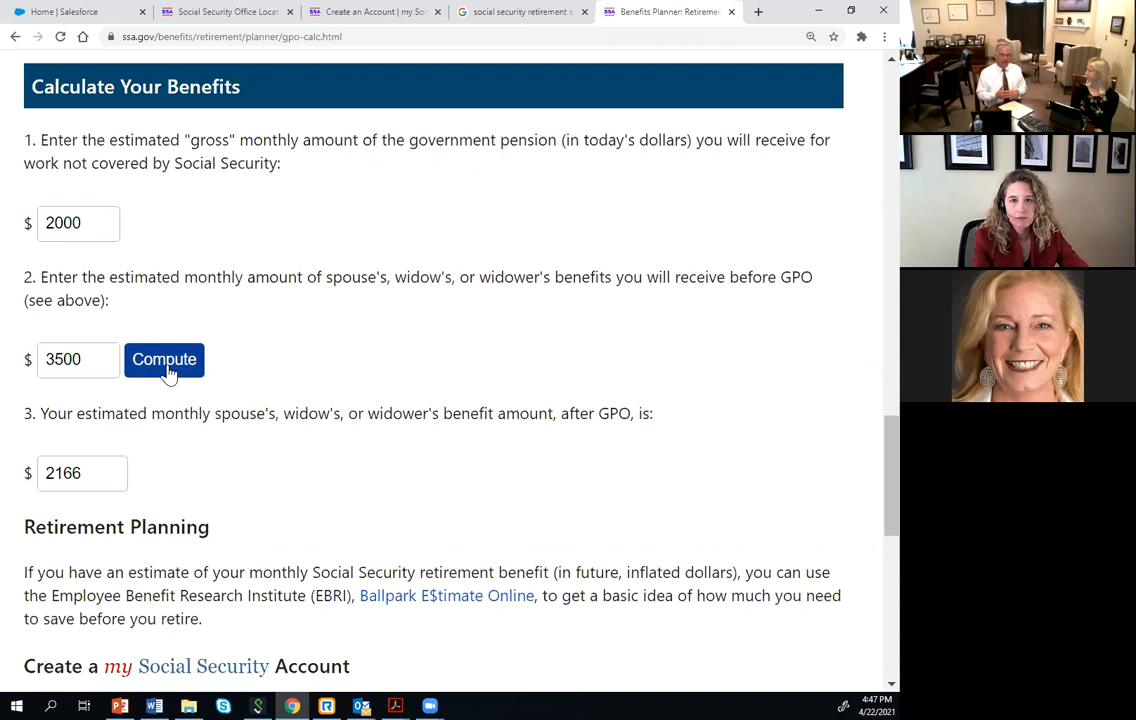 Home | Salesforce
Social Security Office Locat
Create an Account | my Soc
social security retirement e
Benefits Planner: Retiremen
ssa.gov/benefits/retirement/planner/gpo-calc.html
Calculate Your Benefits
1. Enter the estimated "gross" monthly amount of the government pension (in today's dollars) you will receive for
work not covered by Social Security:
$ 2000
2. Enter the estimated monthly amount of spouse's, widow's, or widower's benefits you will receive before GPO
(see above):
$ 3500 Compute
3. Your estimated monthly spouse's, widow's, or widower's benefit amount, after GPO, is:
$ 2166
Retirement Planning
If you have an estimate of your monthly Social Security retirement benefit (in future, inflated dollars), you can use
the Employee Benefit Research Institute (EBRI), Ballpark E$timate Online, to get a basic idea of how much you need
to save before you retire.
Create a my Social Security Account
4:47 PM
4/22/2021